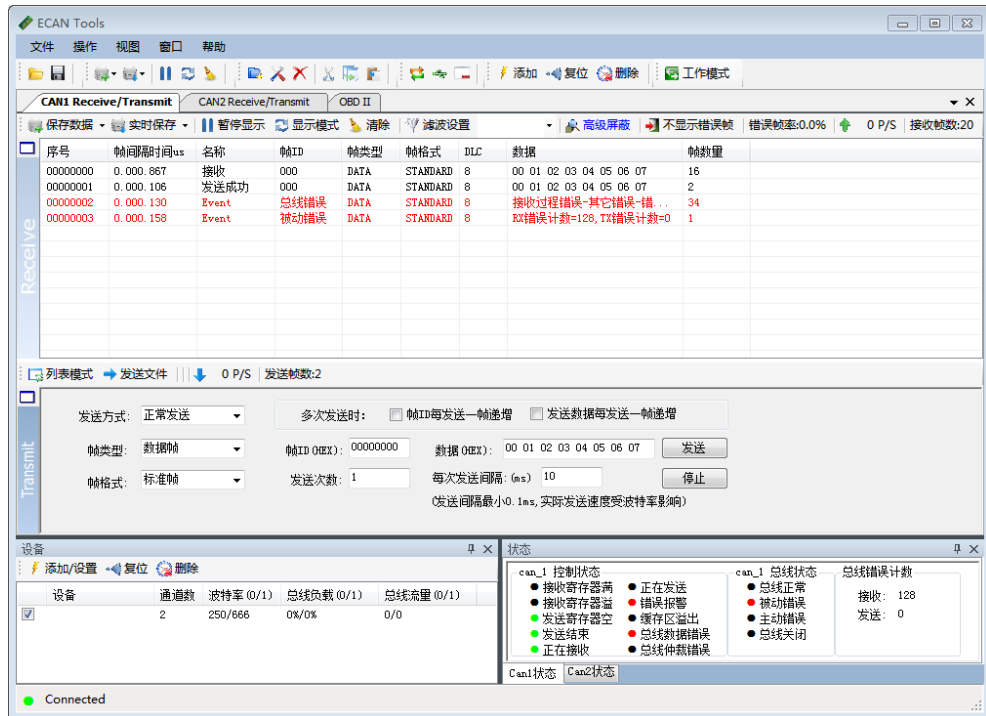 ECAN Tools
文件 操作 视图 窗口 帮助
添加 复位 删除 工作模式
CAN1 Receive/Transmit CAN2 Receive/Transmit OBD II
保存数据 实时保存 暂停显示 显示模式 清除 滤波设置 高级屏蔽 不显示错误帧 错误帧率:0.0% 0 P/S 接收帧数:20
序号 帧间隔时间us 名称 帧ID 帧类型 帧格式 DLC 数据 帧数量
00000000 0.000.867 接收 000 DATA STANDARD 8 00 01 02 03 04 05 06 07 16
00000001 0.000.106 发送成功 000 DATA STANDARD 8 00 01 02 03 04 05 06 07 2
00000002 0.000.130 Event 总线错误 DATA STANDARD 8 接收过程错误-其它错误-错... 34
00000003 0.000.158 Event 被动错误 DATA STANDARD 8 RX错误计数=128,TX错误计数=0 1
Receive
列表模式 发送文件 0 P/S 发送帧数:2
发送方式: 正常发送 多次发送时: 帧ID每发送一帧递增 发送数据每发送一帧递增
帧类型: 数据帧 帧ID(HEX): 00000000 数据(HEX): 00 01 02 03 04 05 06 07 发送
帧格式: 标准帧 发送次数: 1 每次发送间隔:(ms) 10 停止
(发送间隔最小0.1ms,实际发送速度受波特率影响)
Transmit
设备
添加/设置 复位 删除
设备 通道数 波特率(0/1) 总线负载(0/1) 总线流量(0/1)
2 250/666 0%/0% 0/0
状态
can_1 控制状态 can_1 总线状态 总线错误计数
接收寄存器满 正在发送 总线正常 接收: 128
接收寄存器溢 错误报警 被动错误 发送: 0
发送寄存器空 缓存区溢出 主动错误
发送结束 总线数据错误 总线关闭
正在接收 总线仲裁错误
Can1状态 Can2状态
Connected